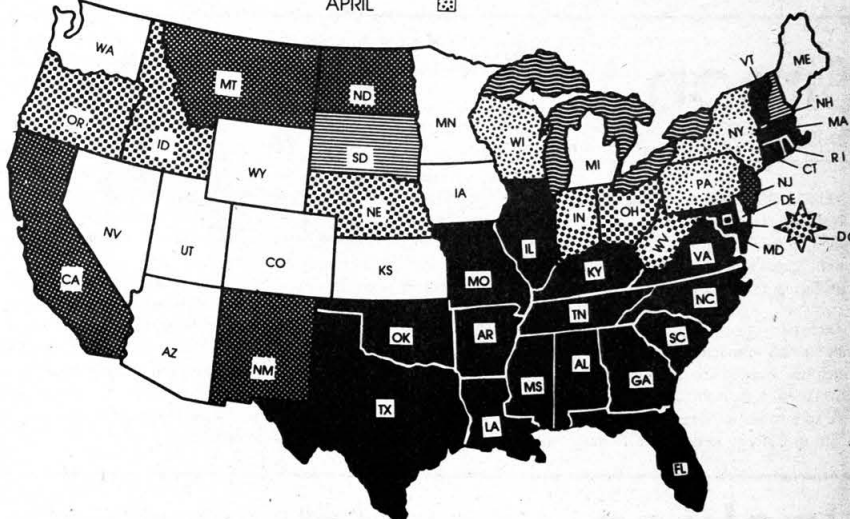 APRIL
WA
OR
ID
MT
ND
SD
NE
WY
NV
UT
CO
CA
AZ
NM
KS
MN
IA
WI
MI
IL
IN
OH
MO
KY
WV
VA
NC
TN
SC
OK
AR
TX
LA
MS
AL
GA
FL
NY
PA
VT
ME
NH
MA
RI
CT
NJ
DE
DC
MD